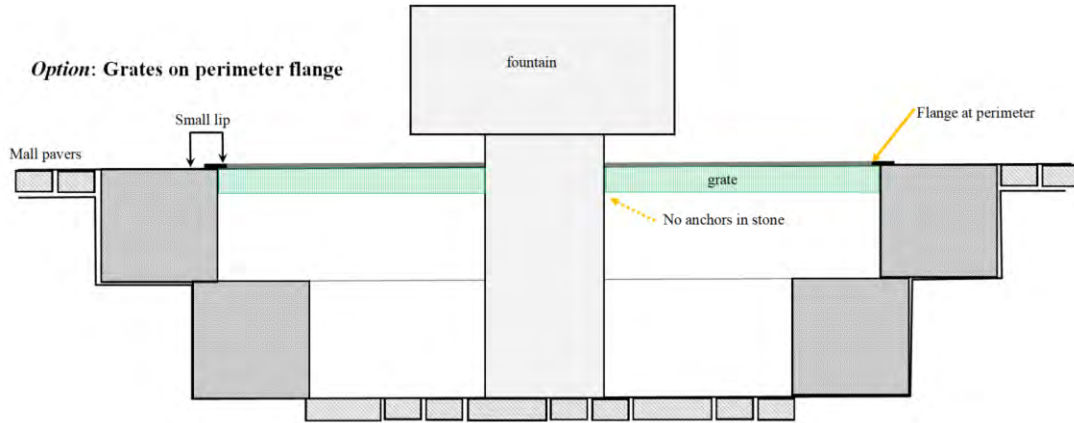 fountain
Option: Grates on perimeter flange
Small lip
Flange at perimeter
Mall pavers
grate
No anchors in stone